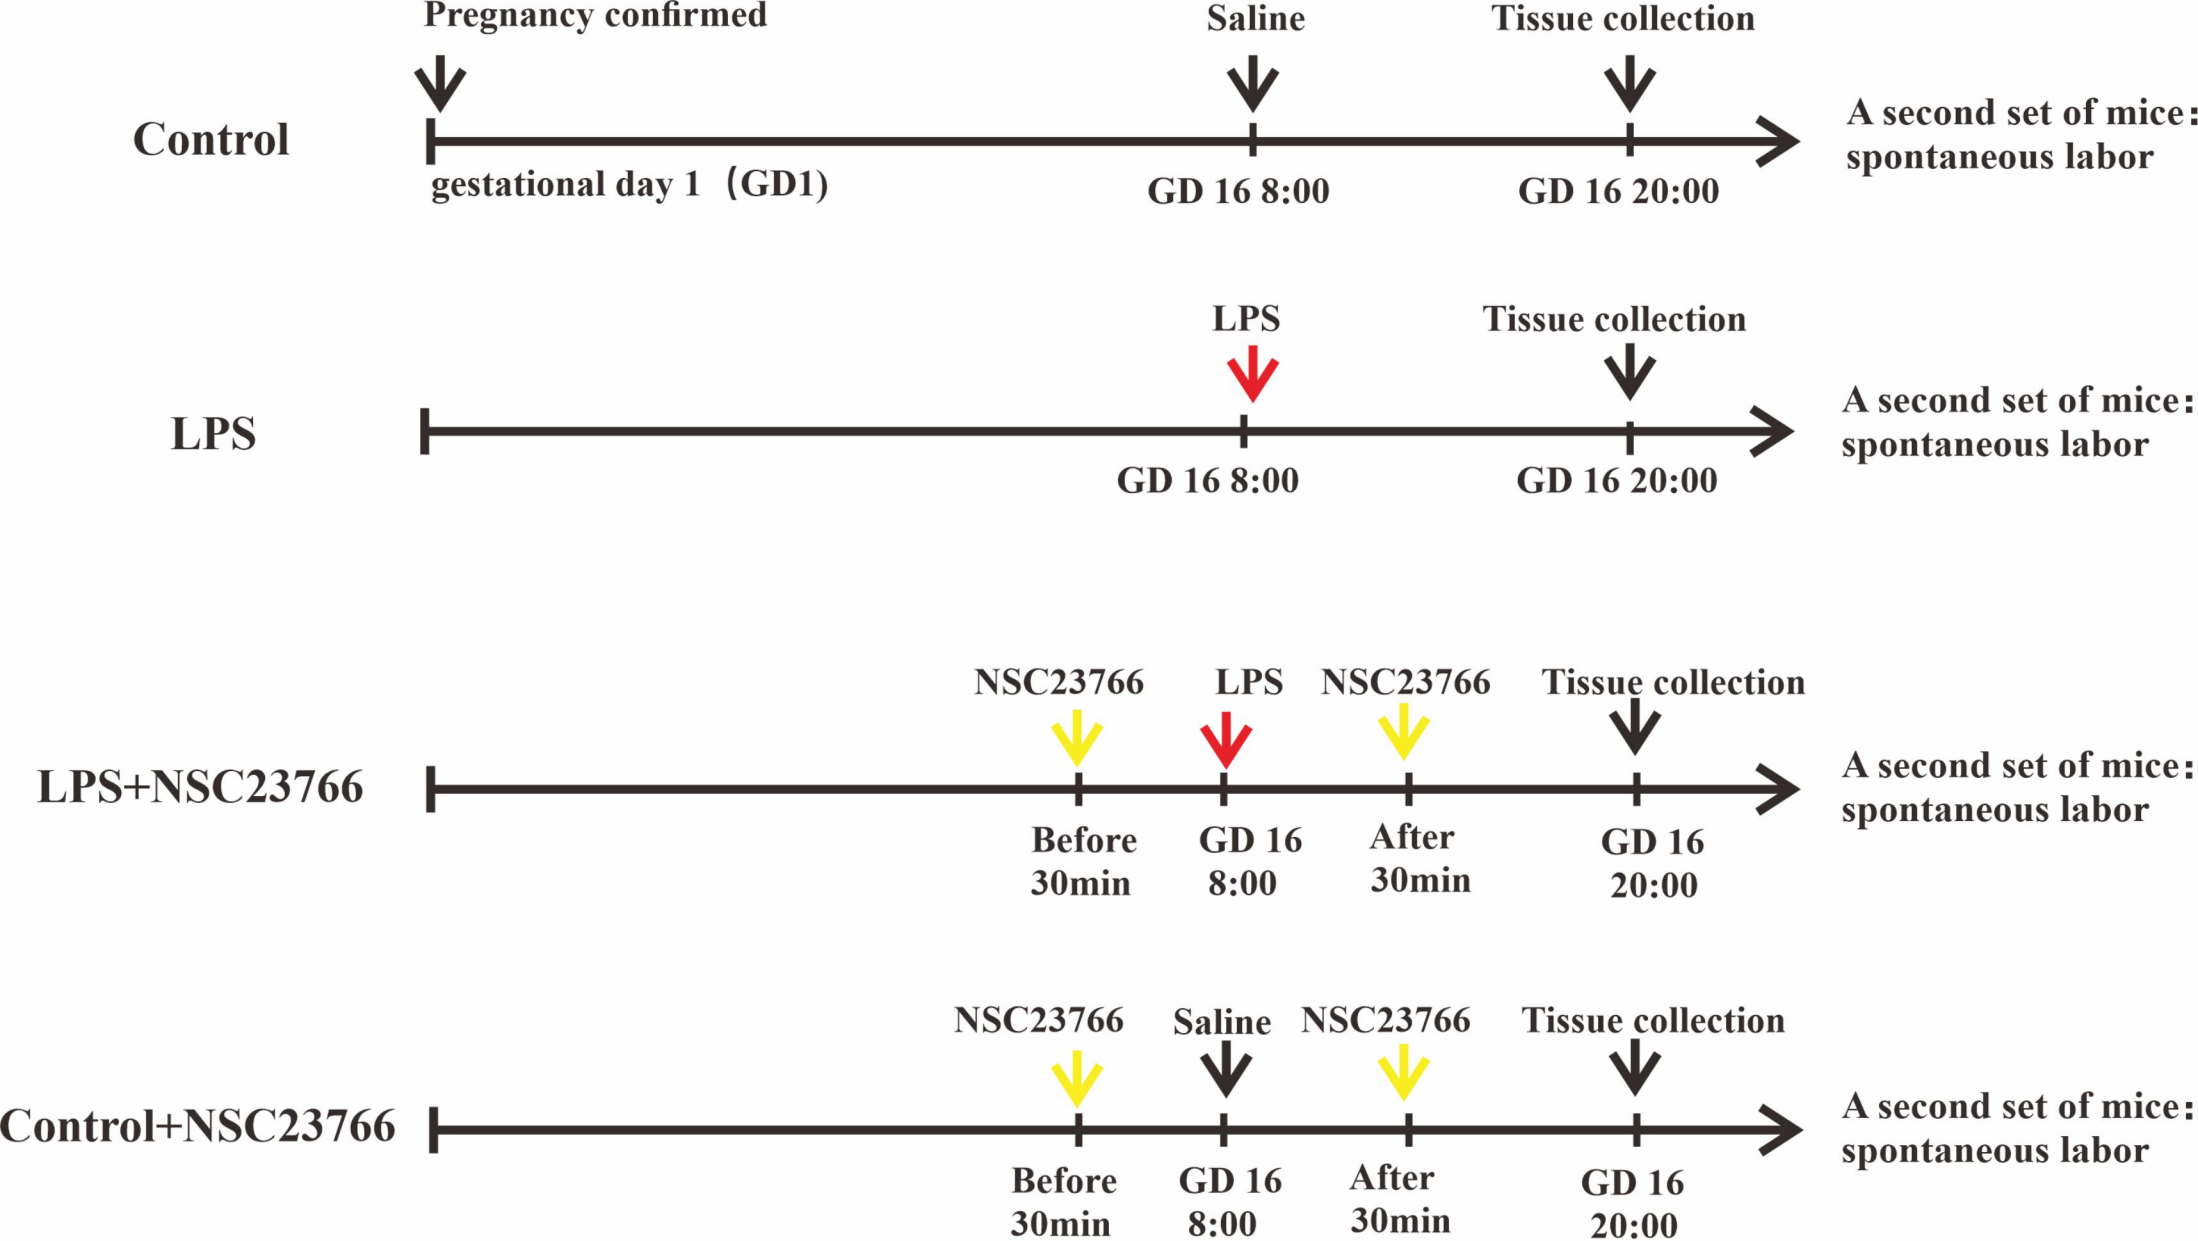 Pregnancy confirmed
Saline
Tissue collection
Control
A second set of mice：
spontaneous labor
gestational day 1（GD1)
GD 16 8:00
GD 16 20:00
LPS
Tissue collection
LPS
A second set of mice：
spontaneous labor
GD 16 8:00
GD 16 20:00
NSC23766
LPS
NSC23766
Tissue collection
LPS+NSC23766
A second set of mice：
spontaneous labor
Before
30min
GD 16
8:00
After
30min
GD 16
20:00
NSC23766
Saline
NSC23766
Tissue collection
Control+NSC23766
A second set of mice：
spontaneous labor
Before
30min
GD 16
8:00
After
30min
GD 16
20:00